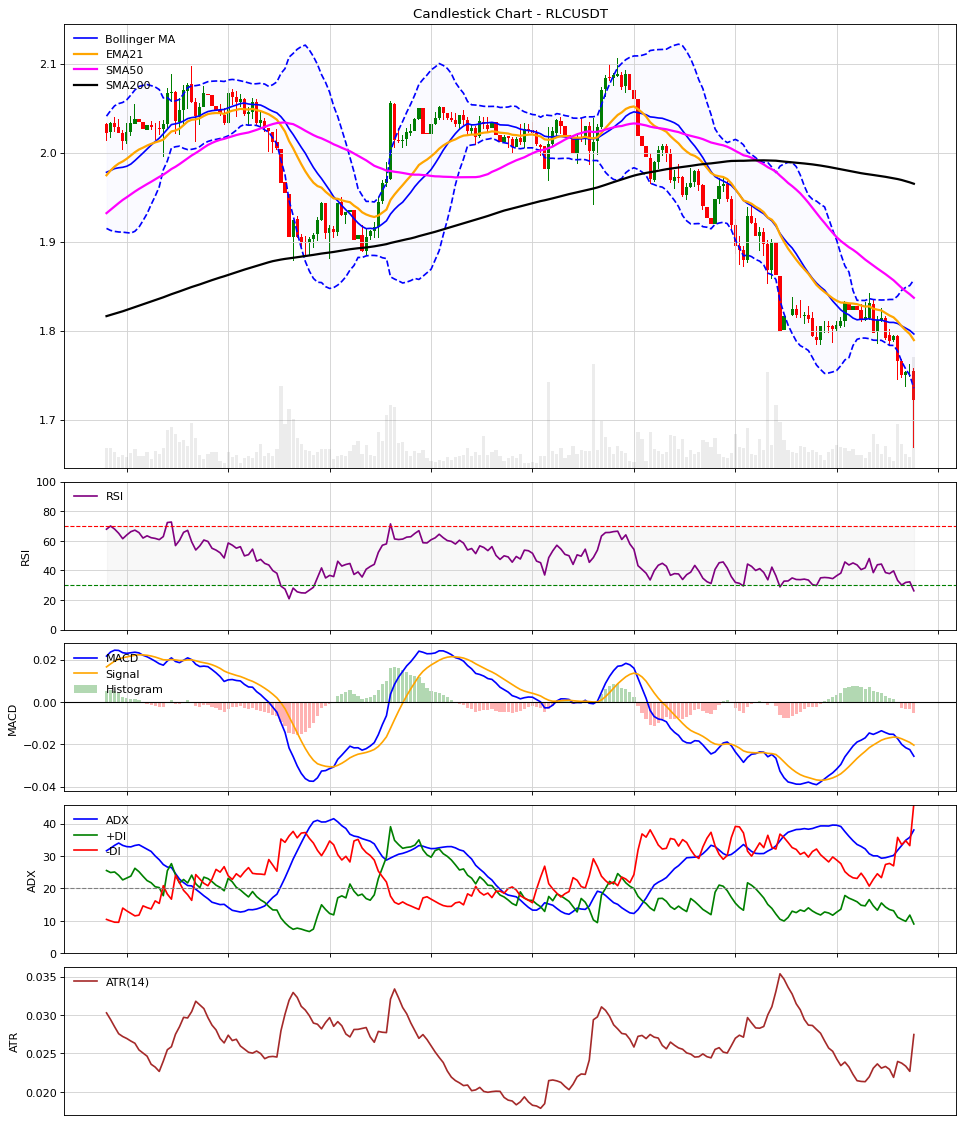 Candlestick Chart - RLCUSDT
Bollinger MA
EMA21
SMA50
SMA200
2.1
2.0
1.9
1.8
1.7
RSI
100
80
60
40
20
0
RSI
MACD
Signal
Histogram
0.02
0.00
−0.02
−0.04
MACD
ADX
+DI
-DI
40
30
20
10
0
ADX
ATR(14)
0.035
0.030
0.025
0.020
ATR